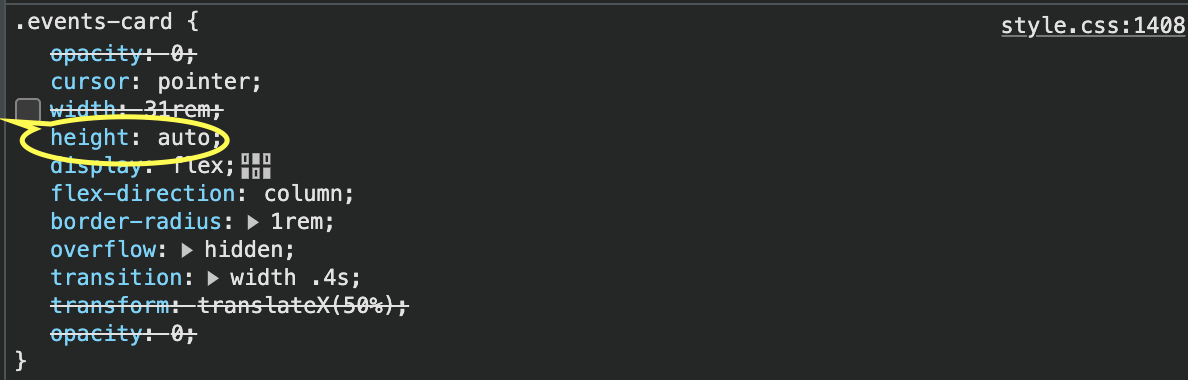 .events-card {
style.css:1408
opacity: 0;
cursor: pointer;
width: 31rem;
height: auto;
display: flex;
flex-direction: column;
border-radius: 1rem;
overflow: hidden;
transition: width .4s;
transform: translateX(50%);
opacity: 0;
}